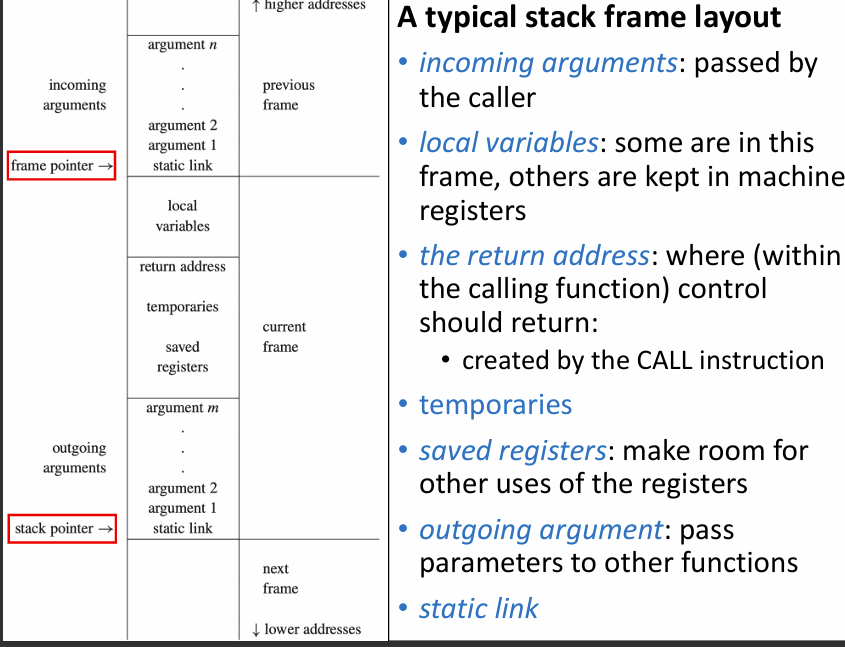 ↑ higher addresses
argument n
.
.
.
argument 2
argument 1
static link
incoming
arguments
previous
frame
frame pointer →
local
variables
return address
temporaries
saved
registers
current
frame
argument m
.
.
.
argument 2
argument 1
static link
outgoing
arguments
stack pointer →
next
frame
↓ lower addresses
A typical stack frame layout
• incoming arguments: passed by
the caller
• local variables: some are in this
frame, others are kept in machine
registers
• the return address: where (within
the calling function) control
should return:
• created by the CALL instruction
• temporaries
• saved registers: make room for
other uses of the registers
• outgoing argument: pass
parameters to other functions
• static link